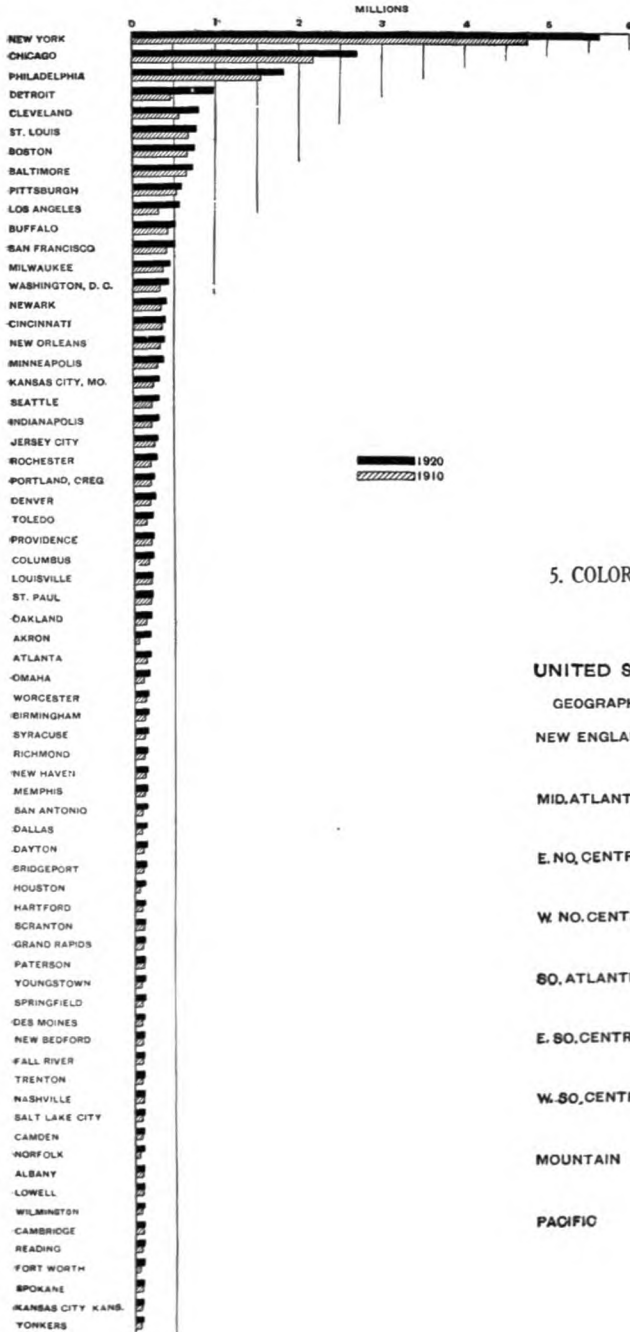 MILLIONS
0 1 2 3 4 5 6
NEW YORK
CHICAGO
PHILADELPHIA
DETROIT
CLEVELAND
ST. LOUIS
BOSTON
BALTIMORE
PITTSBURGH
LOS ANGELES
BUFFALO
SAN FRANCISCO
MILWAUKEE
WASHINGTON, D. C.
NEWARK
CINCINNATI
NEW ORLEANS
MINNEAPOLIS
KANSAS CITY, MO.
SEATTLE
INDIANAPOLIS
JERSEY CITY
ROCHESTER
PORTLAND, OREG
DENVER
TOLEDO
PROVIDENCE
COLUMBUS
LOUISVILLE
ST. PAUL
OAKLAND
AKRON
ATLANTA
OMAHA
WORCESTER
BIRMINGHAM
SYRACUSE
RICHMOND
NEW HAVEN
MEMPHIS
SAN ANTONIO
DALLAS
DAYTON
BRIDGEPORT
HOUSTON
HARTFORD
SCRANTON
GRAND RAPIDS
PATERSON
YOUNGSTOWN
SPRINGFIELD
DES MOINES
NEW BEDFORD
FALL RIVER
TRENTON
NASHVILLE
SALT LAKE CITY
CAMDEN
NORFOLK
ALBANY
LOWELL
WILMINGTON
CAMBRIDGE
READING
FORT WORTH
SPOKANE
KANSAS CITY KANS.
YONKERS
1920
1910
5. COLOR
UNITED S
GEOGRAPH
NEW ENGLA
MID. ATLANT
E. NO. CENTR
W. NO. CENT
SO. ATLANTI
E. SO. CENTR
W. SO. CENT
MOUNTAIN
PACIFIC